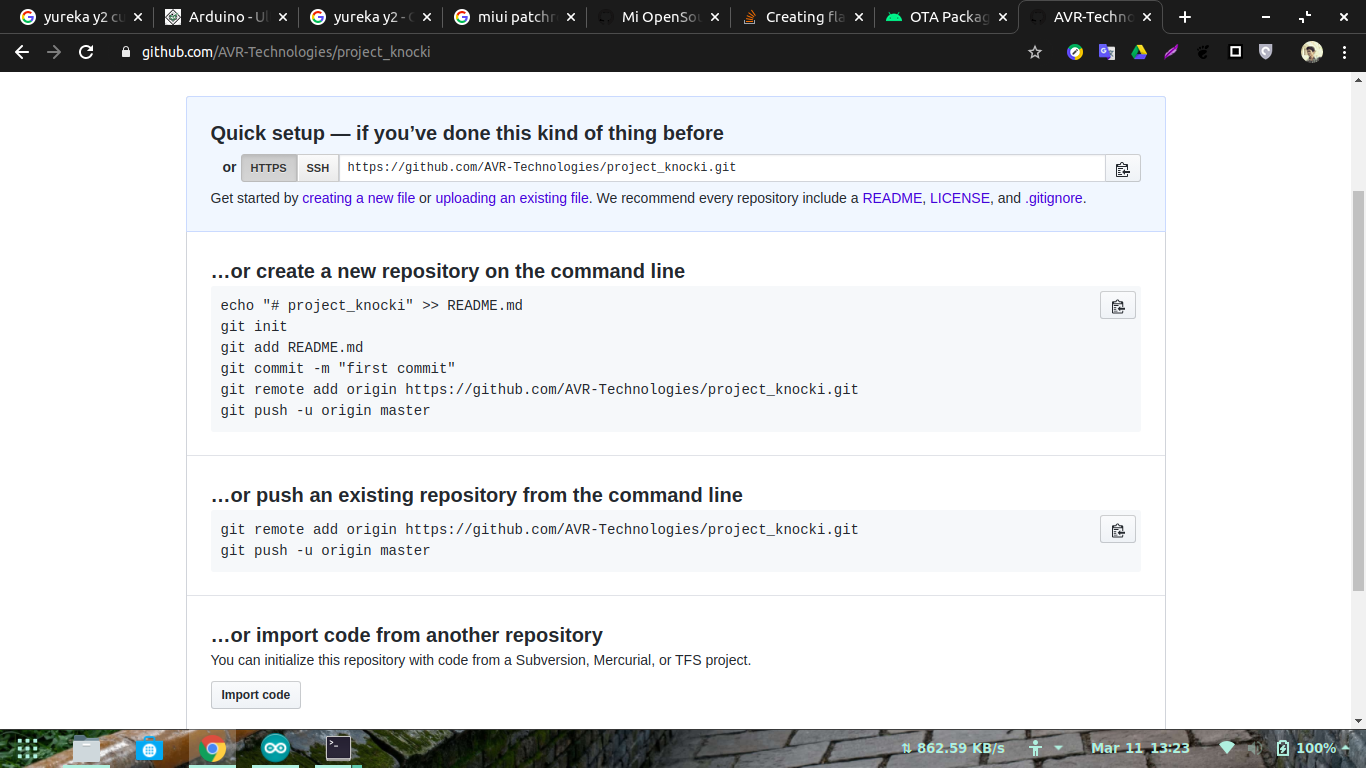 yureka y2 cu
Arduino - Ul
yureka y2 - G
miui patchr
Mi OpenSou
Creating fla
OTA Packag
AVR-Techno
github.com/AVR-Technologies/project_knocki
Quick setup — if you’ve done this kind of thing before
or HTTPS SSH https://github.com/AVR-Technologies/project_knocki.git
Get started by creating a new file or uploading an existing file. We recommend every repository include a README, LICENSE, and .gitignore.
…or create a new repository on the command line
echo "# project_knocki" >> README.md
git init
git add README.md
git commit -m "first commit"
git remote add origin https://github.com/AVR-Technologies/project_knocki.git
git push -u origin master
…or push an existing repository from the command line
git remote add origin https://github.com/AVR-Technologies/project_knocki.git
git push -u origin master
…or import code from another repository
You can initialize this repository with code from a Subversion, Mercurial, or TFS project.
Import code
862.59 KB/s Mar 11 13:23 100%